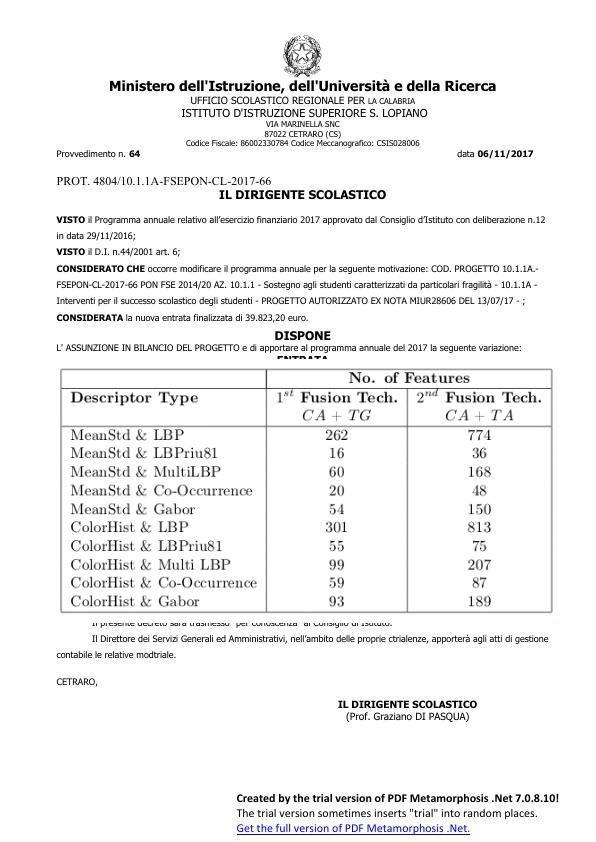 Ministero dell'Istruzione, dell'Università e della Ricerca
UFFICIO SCOLASTICO REGIONALE PER LA CALABRIA
ISTITUTO D'ISTRUZIONE SUPERIORE S. LOPIANO
VIA MARINELLA SNC
87022 CETRARO (CS)
Codice Fiscale: 86002330784 Codice Meccanografico: CSIS028006
Provvedimento n. 64 data 06/11/2017
PROT. 4804/10.1.1A-FSEPON-CL-2017-66
IL DIRIGENTE SCOLASTICO
VISTO il Programma annuale relativo all'esercizio finanziario 2017 approvato dal Consiglio d'Istituto con deliberazione n.12
in data 29/11/2016;
VISTO il D.I. n.44/2001 art. 6;
CONSIDERATO CHE occorre modificare il programma annuale per la seguente motivazione: COD. PROGETTO 10.1.1A.-
FSEPON-CL-2017-66 PON FSE 2014/20 AZ. 10.1.1 - Sostegno agli studenti caratterizzati da particolari fragilità - 10.1.1A -
Interventi per il successo scolastico degli studenti - PROGETTO AUTORIZZATO EX NOTA MIUR28606 DEL 13/07/17 - ;
CONSIDERATA la nuova entrata finalizzata di 39.823,20 euro.
DISPONE
L' ASSUNZIONE IN BILANCIO DEL PROGETTO e di apportare al programma annuale del 2017 la seguente variazione:
ENTRATA
No. of Features
Descriptor Type 1st Fusion Tech. 2nd Fusion Tech.
CA + TG CA + TA
MeanStd & LBP 262 774
MeanStd & LBPriu81 16 36
MeanStd & MultiLBP 60 168
MeanStd & Co-Occurrence 20 48
MeanStd & Gabor 54 150
ColorHist & LBP 301 813
ColorHist & LBPriu81 55 75
ColorHist & Multi LBP 99 207
ColorHist & Co-Occurrence 59 87
ColorHist & Gabor 93 189
Il presente decreto sarà trasmesso "per conoscenza" al Consiglio di Istituto.
Il Direttore dei Servizi Generali ed Amministrativi, nell'ambito delle proprie ctrialenze, apporterà agli atti di gestione
contabile le relative modtriale.
CETRARO,
IL DIRIGENTE SCOLASTICO
(Prof. Graziano DI PASQUA)
Created by the trial version of PDF Metamorphosis .Net 7.0.8.10!
The trial version sometimes inserts "trial" into random places.
Get the full version of PDF Metamorphosis .Net.